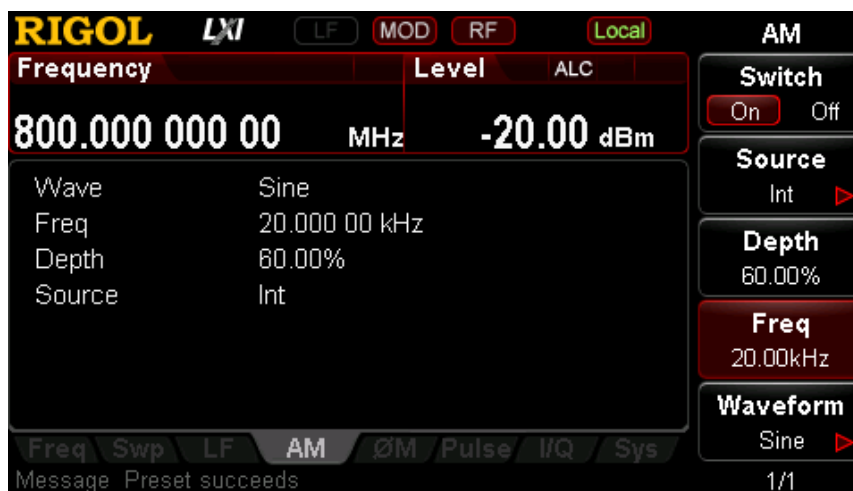 RIGOL LXI LF MOD RF Local AM
Frequency Level ALC
800.000 000 00 MHz -20.00 dBm
Switch
On Off
Source
Int
Depth
60.00%
Freq
20.00kHz
Waveform
Sine
1/1
Wave Sine
Freq 20.000 00 kHz
Depth 60.00%
Source Int
Freq Swp LF AM ØM Pulse I/Q Sys
Message Preset succeeds